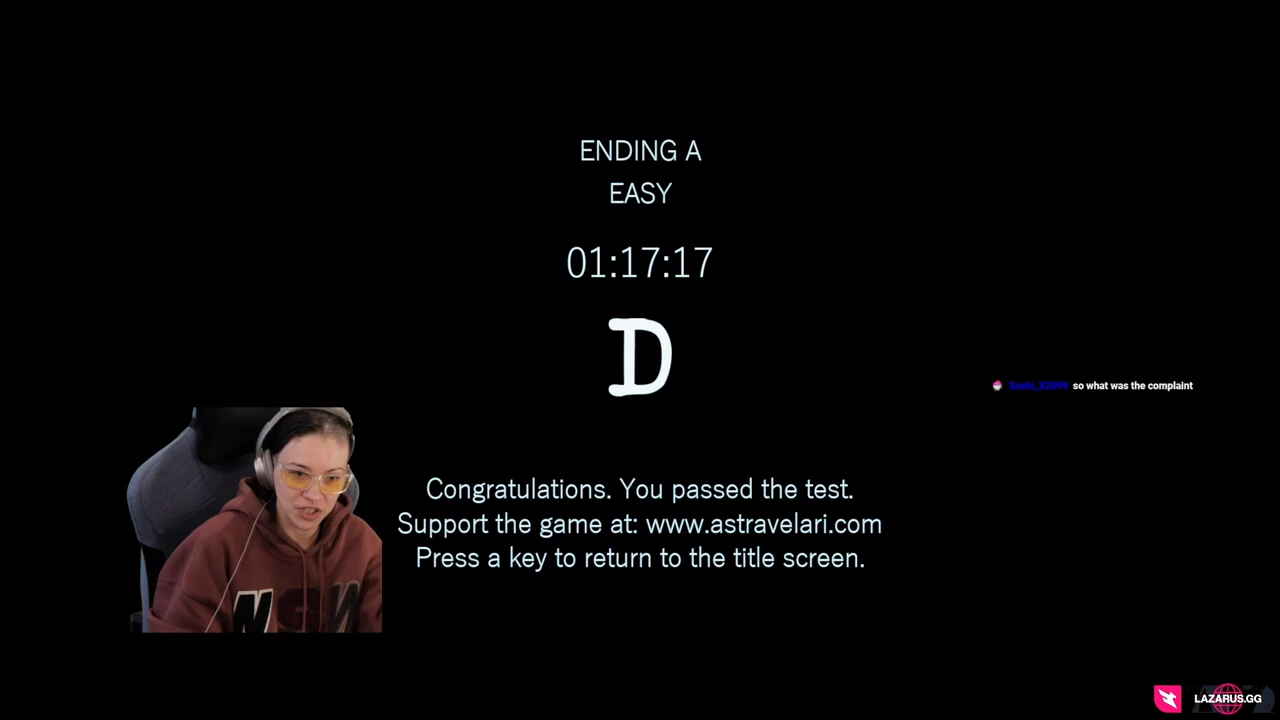 ENDING A
EASY
01:17:17
D
so what was the complaint
Congratulations. You passed the test.
Support the game at: www.astravelari.com
Press a key to return to the title screen.
LAZARUS.GG